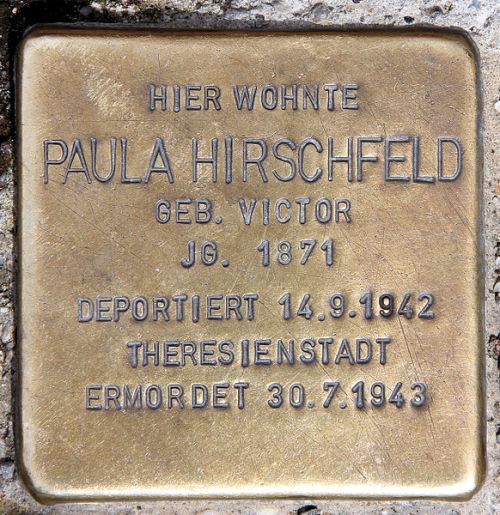 HIER WOHNTE
PAULA HIRSCHFELD
GEB. VICTOR
JG. 1871
DEPORTIERT 14.9.1942
THERESIENSTADT
ERMORDET 30.7.1943